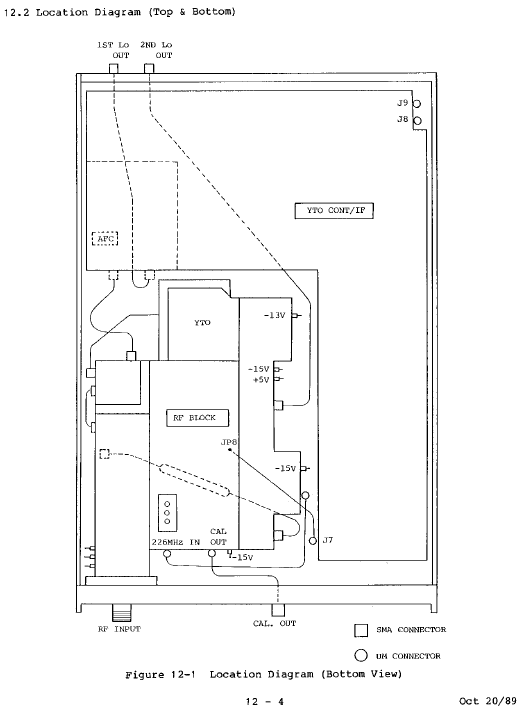 12.2 Location Diagram (Top & Bottom)
1ST Lo OUT
2ND Lo OUT
J9
J8
YTO CONT/IF
AFC
YTO
-13V
-15V
+5V
RF BLOCK
JP8
-15V
J7
226MHz IN
CAL OUT
-15V
RF INPUT
CAL. OUT
SMA CONNECTOR
UM CONNECTOR
Figure 12-1 Location Diagram (Bottom View)
12 - 4
Oct 20/89